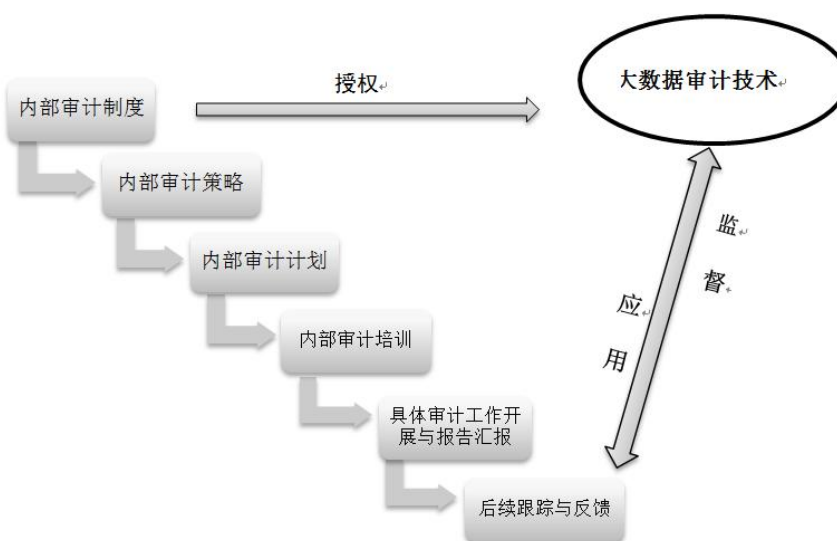 授权
大数据审计技术
内部审计制度
内部审计策略
内部审计计划
内部审计培训
具体审计工作开
展与报告汇报
后续跟踪与反馈
监
督
应
用